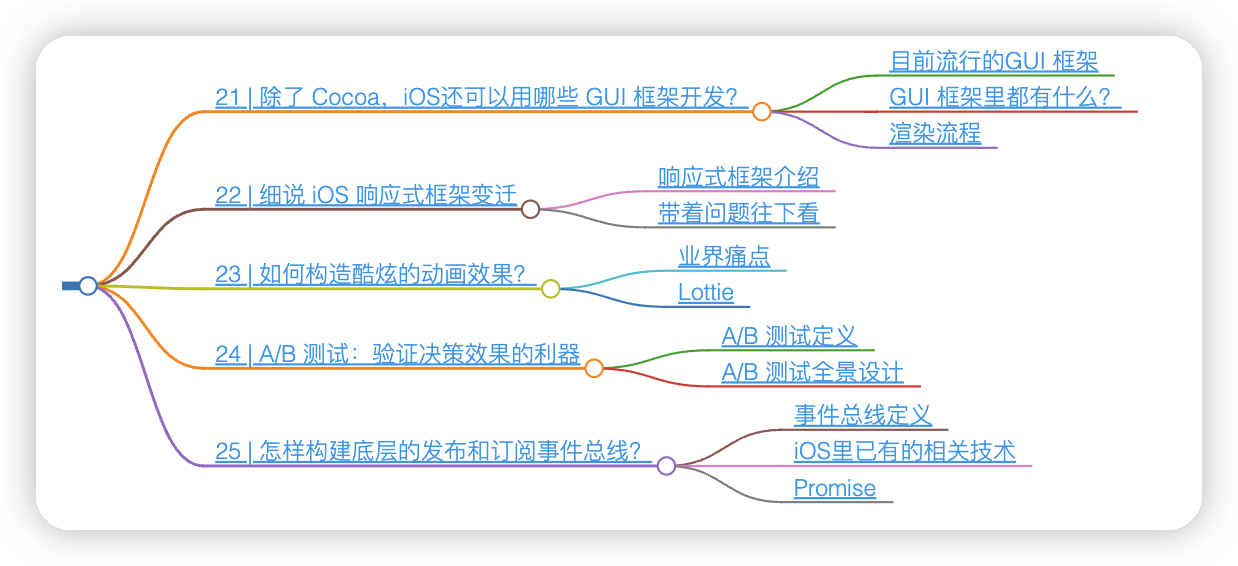 21 | 除了 Cocoa，iOS还可以用哪些 GUI 框架开发？
目前流行的GUI 框架
GUI 框架里都有什么？
渲染流程
22 | 细说 iOS 响应式框架变迁
响应式框架介绍
带着问题往下看
23 | 如何构造酷炫的动画效果？
业界痛点
Lottie
24 | A/B 测试：验证决策效果的利器
A/B 测试定义
A/B 测试全景设计
25 | 怎样构建底层的发布和订阅事件总线？
事件总线定义
iOS里已有的相关技术
Promise